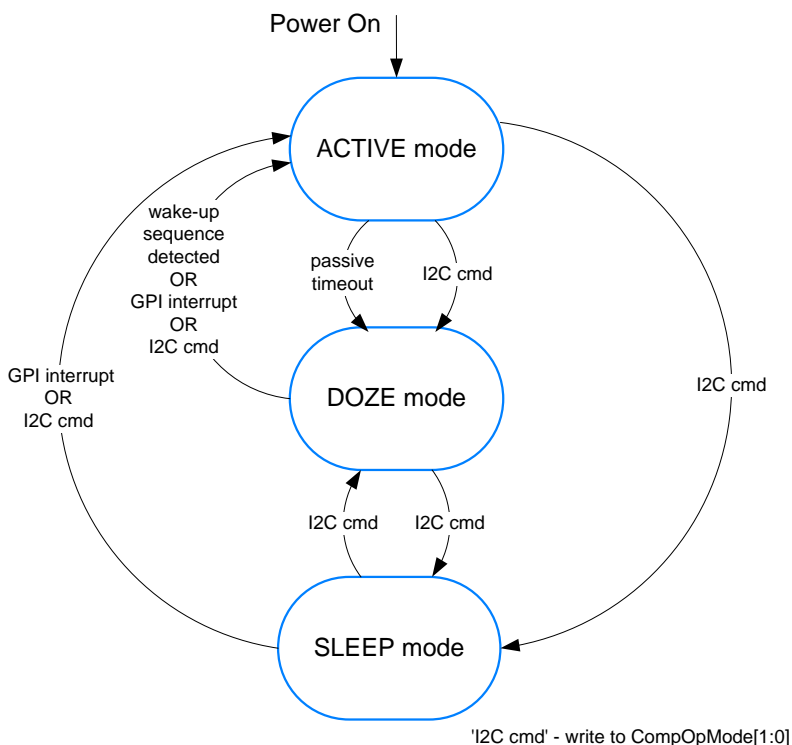 Power On
ACTIVE mode
wake-up
sequence
detected
OR
GPI interrupt
OR
I2C cmd
passive
timeout
I2C cmd
GPI interrupt
OR
I2C cmd
I2C cmd
DOZE mode
I2C cmd
I2C cmd
SLEEP mode
'I2C cmd' - write to CompOpMode[1:0]